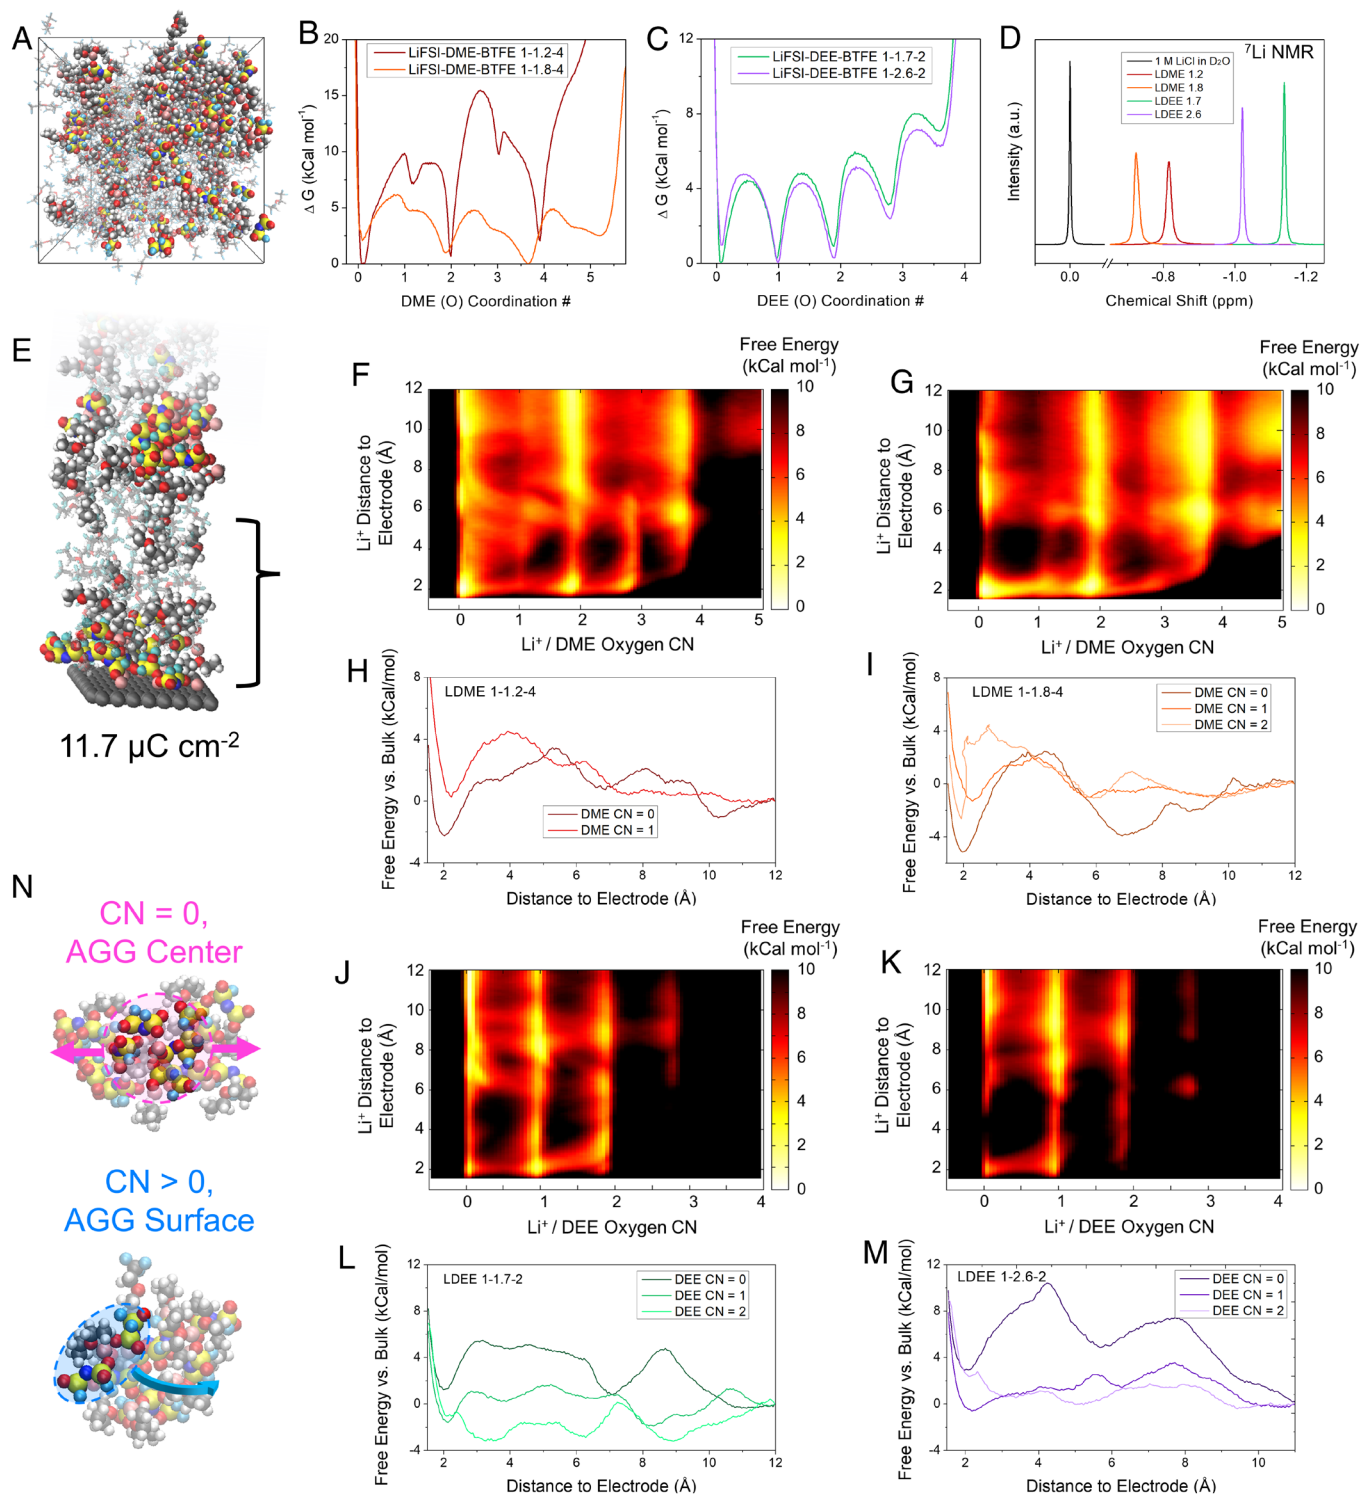 A
B
Δ G (kCal mol-1)
20
15
10
5
0
LiFSI-DME-BTFE 1-1.2-4
LiFSI-DME-BTFE 1-1.8-4
0 1 2 3 4 5
DME (O) Coordination #
C
Δ G (kCal mol-1)
12
8
4
0
LiFSI-DEE-BTFE 1-1.7-2
LiFSI-DEE-BTFE 1-2.6-2
0 1 2 3 4
DEE (O) Coordination #
D
7Li NMR
Intensity (a.u.)
1 M LiCl in D2O
LDME 1.2
LDME 1.8
LDEE 1.7
LDEE 2.6
0.0 -0.8 -1.0 -1.2
Chemical Shift (ppm)
E
11.7 µC cm-2
F
Free Energy
(kCal mol-1)
Li+ Distance to
Electrode (Å)
12
10
8
6
4
2
10
8
6
4
2
0
0 1 2 3 4 5
Li+ / DME Oxygen CN
G
Free Energy
(kCal mol-1)
Li+ Distance to
Electrode (Å)
12
10
8
6
4
2
10
8
6
4
2
0
0 1 2 3 4 5
Li+ / DME Oxygen CN
H
Free Energy vs. Bulk (kCal/mol)
8
4
0
-4
LDME 1-1.2-4
DME CN = 0
DME CN = 1
2 4 6 8 10 12
Distance to Electrode (Å)
I
Free Energy vs. Bulk (kCal/mol)
8
4
0
-4
LDME 1-1.8-4
DME CN = 0
DME CN = 1
DME CN = 2
2 4 6 8 10 12
Distance to Electrode (Å)
N
CN = 0,
AGG Center
CN > 0,
AGG Surface
J
Free Energy
(kCal mol-1)
Li+ Distance to
Electrode (Å)
12
10
8
6
4
2
10
8
6
4
2
0
0 1 2 3 4
Li+ / DEE Oxygen CN
K
Free Energy
(kCal mol-1)
Li+ Distance to
Electrode (Å)
12
10
8
6
4
2
10
8
6
4
2
0
0 1 2 3 4
Li+ / DEE Oxygen CN
L
Free Energy vs. Bulk (kCal/mol)
12
8
4
0
-4
LDEE 1-1.7-2
DEE CN = 0
DEE CN = 1
DEE CN = 2
2 4 6 8 10 12
Distance to Electrode (Å)
M
Free Energy vs. Bulk (kCal/mol)
12
8
4
0
-4
LDEE 1-2.6-2
DEE CN = 0
DEE CN = 1
DEE CN = 2
2 4 6 8 10
Distance to Electrode (Å)